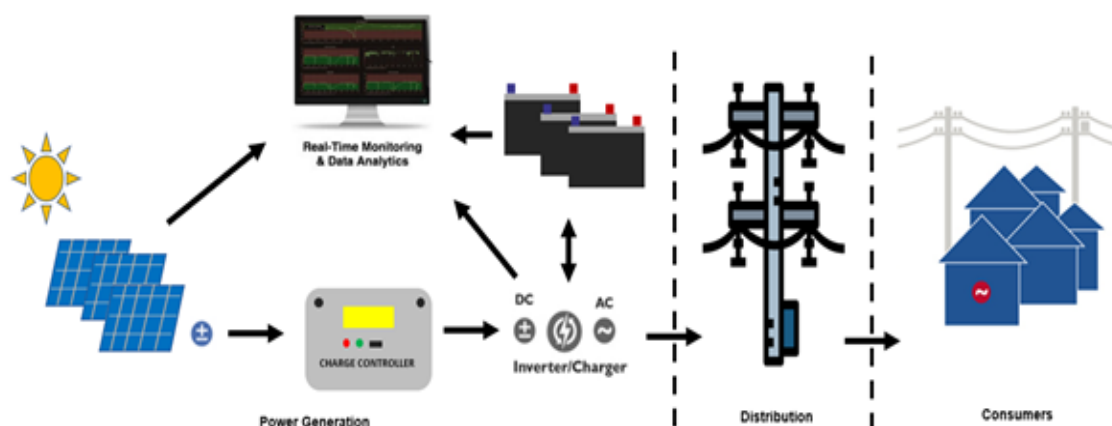 Real-Time Monitoring
& Data Analytics
DC
AC
±
±
~
CHARGE CONTROLLER
Inverter/Charger
~
Power Generation
Distribution
Consumers